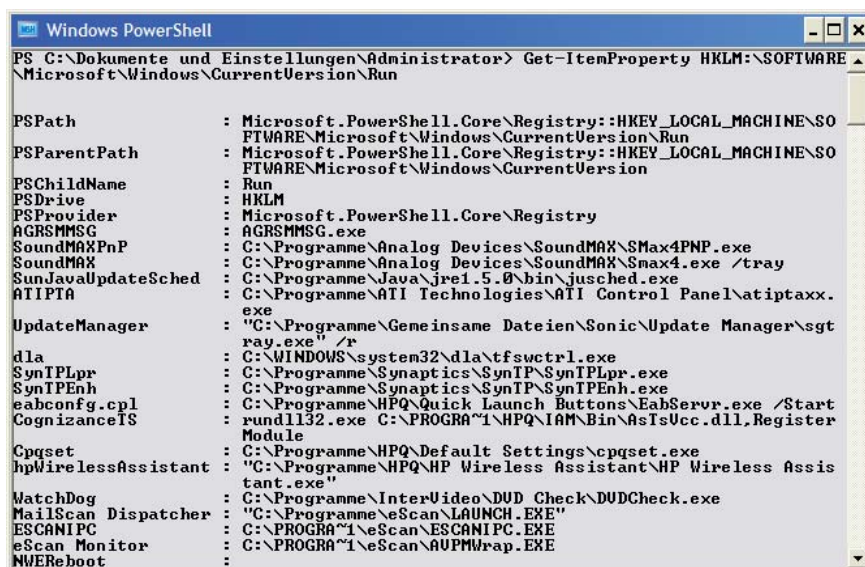 Windows PowerShell
PS C:\Dokumente und Einstellungen\Administrator> Get-ItemProperty HKLM:\SOFTWARE
\Microsoft\Windows\CurrentVersion\Run
PSPath : Microsoft.PowerShell.Core\Registry::HKEY_LOCAL_MACHINE\SO
FTWARE\Microsoft\Windows\CurrentVersion\Run
PSParentPath : Microsoft.PowerShell.Core\Registry::HKEY_LOCAL_MACHINE\SO
FTWARE\Microsoft\Windows\CurrentVersion
PSChildName : Run
PSDrive : HKLM
PSProvider : Microsoft.PowerShell.Core\Registry
AGRSMMSG : AGRSMMSG.exe
SoundMAXPnP : C:\Programme\Analog Devices\SoundMAX\SMax4PNP.exe
SoundMAX : C:\Programme\Analog Devices\SoundMAX\Smax4.exe /tray
SunJavaUpdateSched : C:\Programme\Java\jre1.5.0\bin\jusched.exe
ATIPTA : C:\Programme\ATI Technologies\ATI Control Panel\atiptaxx.
exe
UpdateManager : "C:\Programme\Gemeinsame Dateien\Sonic\Update Manager\sgt
ray.exe" /r
dla : C:\WINDOWS\system32\dla\tfswctrl.exe
SynTPLpr : C:\Programme\Synaptics\SynTP\SynTPLpr.exe
SynTPEnh : C:\Programme\Synaptics\SynTP\SynTPEnh.exe
eabconfg.cpl : C:\Programme\HPQ\Quick Launch Buttons\EabServr.exe /Start
CognizanceTS : rundll32.exe C:\PROGRA~1\HPQ\IAM\Bin\AsTsVcc.dll,Register
Module
Cpqset : C:\Programme\HPQ\Default Settings\cpqset.exe
hpWirelessAssistant : "C:\Programme\HPQ\HP Wireless Assistant\HP Wireless Assis
tant.exe"
WatchDog : C:\Programme\InterVideo\DVD Check\DVDCheck.exe
MailScan Dispatcher : "C:\Programme\eScan\LAUNCH.EXE"
ESCANIPC : C:\PROGRA~1\eScan\ESCANIPC.EXE
eScan Monitor : C:\PROGRA~1\eScan\AVPMWrap.EXE
NWEReboot :